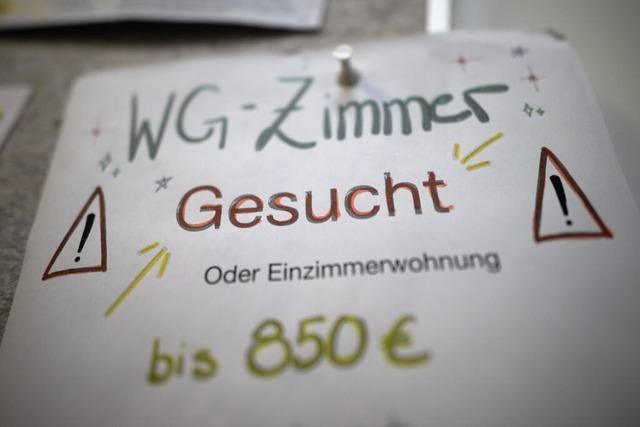 WG-Zimmer
Gesucht
Oder Einzimmerwohnung
bis 850 €